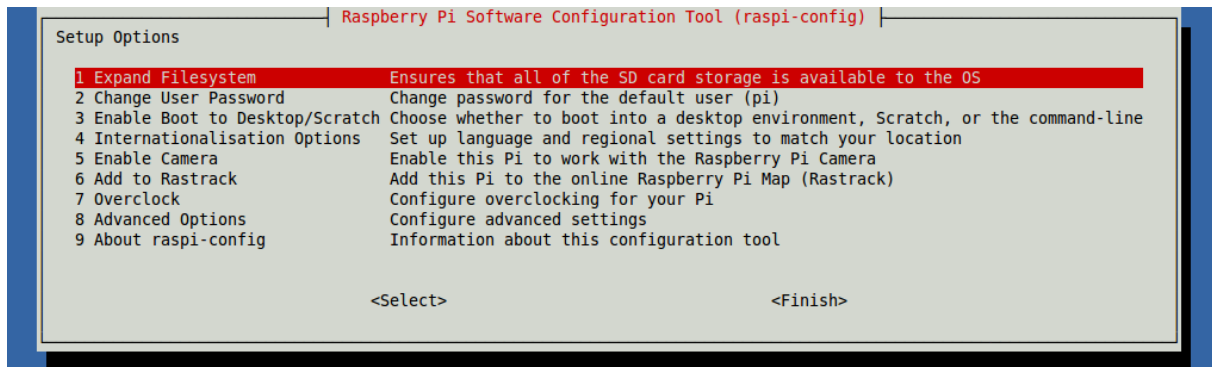 Raspberry Pi Software Configuration Tool (raspi-config)
Setup Options
1 Expand Filesystem Ensures that all of the SD card storage is available to the OS
2 Change User Password Change password for the default user (pi)
3 Enable Boot to Desktop/Scratch Choose whether to boot into a desktop environment, Scratch, or the command-line
4 Internationalisation Options Set up language and regional settings to match your location
5 Enable Camera Enable this Pi to work with the Raspberry Pi Camera
6 Add to Rastrack Add this Pi to the online Raspberry Pi Map (Rastrack)
7 Overclock Configure overclocking for your Pi
8 Advanced Options Configure advanced settings
9 About raspi-config Information about this configuration tool
<Select> <Finish>